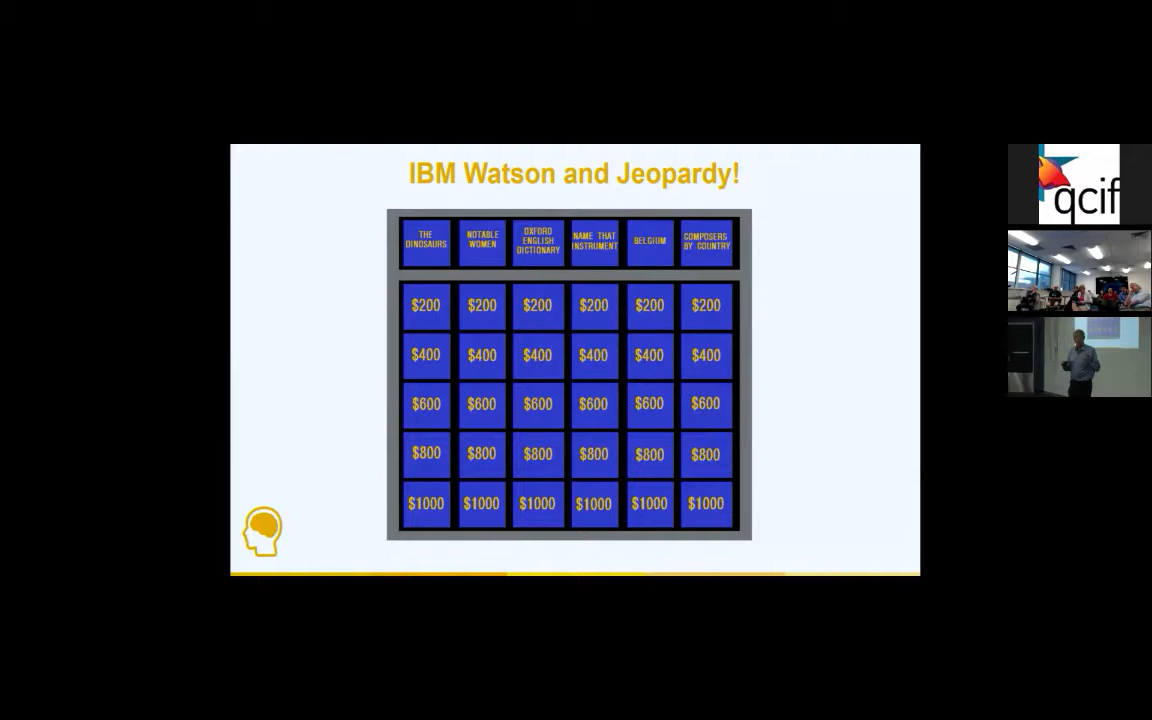 IBM Watson and Jeopardy!
THE
DINOSAURS
NOTABLE
WOMEN
OXFORD
ENGLISH
DICTIONARY
NAME THAT
INSTRUMENT
BELGIUM
COMPOSERS
BY COUNTRY
$200 $200 $200 $200 $200 $200
$400 $400 $400 $400 $400 $400
$600 $600 $600 $600 $600 $600
$800 $800 $800 $800 $800 $800
$1000 $1000 $1000 $1000 $1000 $1000
qcif